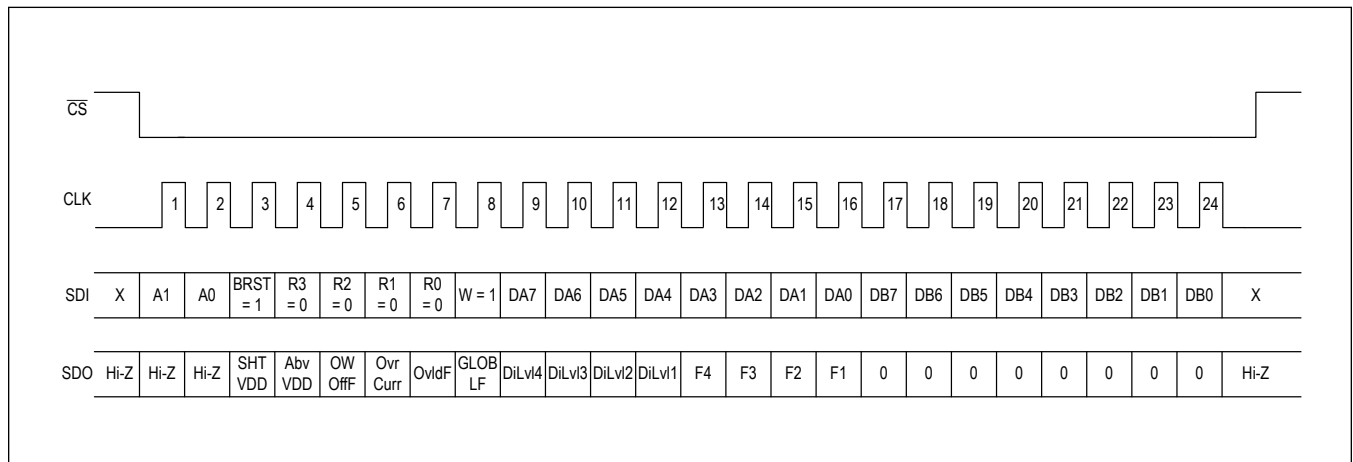 CS
CLK 1 2 3 4 5 6 7 8 9 10 11 12 13 14 15 16 17 18 19 20 21 22 23 24
SDI X A1 A0 BRST = 1 R3 = 0 R2 = 0 R1 = 0 R0 = 0 W = 1 DA7 DA6 DA5 DA4 DA3 DA2 DA1 DA0 DB7 DB6 DB5 DB4 DB3 DB2 DB1 DB0 X
SDO Hi-Z Hi-Z Hi-Z SHT VDD Abv VDD OW OffF Ovr Curr OvldF GLOB LF DiLvl4 DiLvl3 DiLvl2 DiLvl1 F4 F3 F2 F1 0 0 0 0 0 0 0 0 Hi-Z